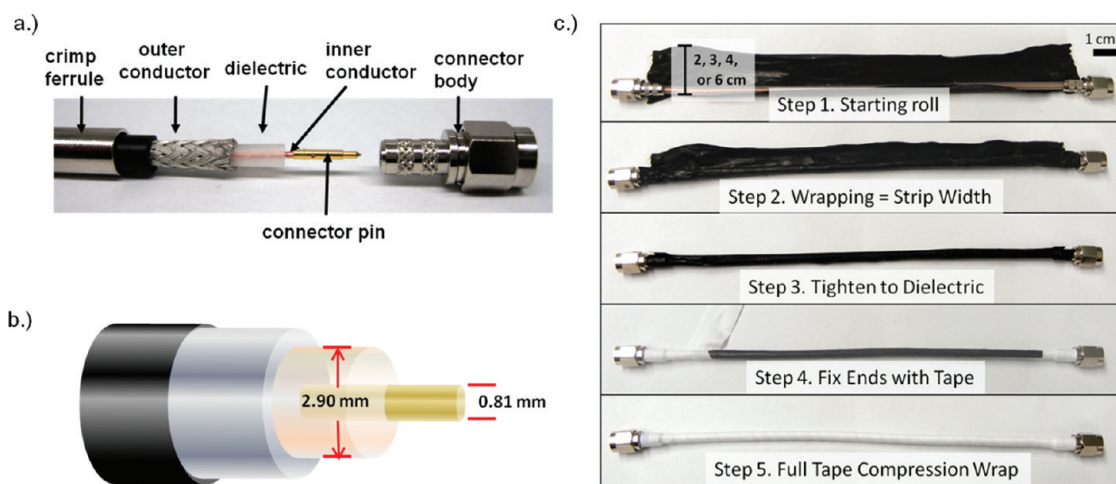 a.)
crimp
ferrule
outer
conductor
dielectric
inner
conductor
connector
body
connector pin
b.)
2.90 mm
0.81 mm
c.)
1 cm
2, 3, 4,
or 6 cm
Step 1. Starting roll
Step 2. Wrapping = Strip Width
Step 3. Tighten to Dielectric
Step 4. Fix Ends with Tape
Step 5. Full Tape Compression Wrap